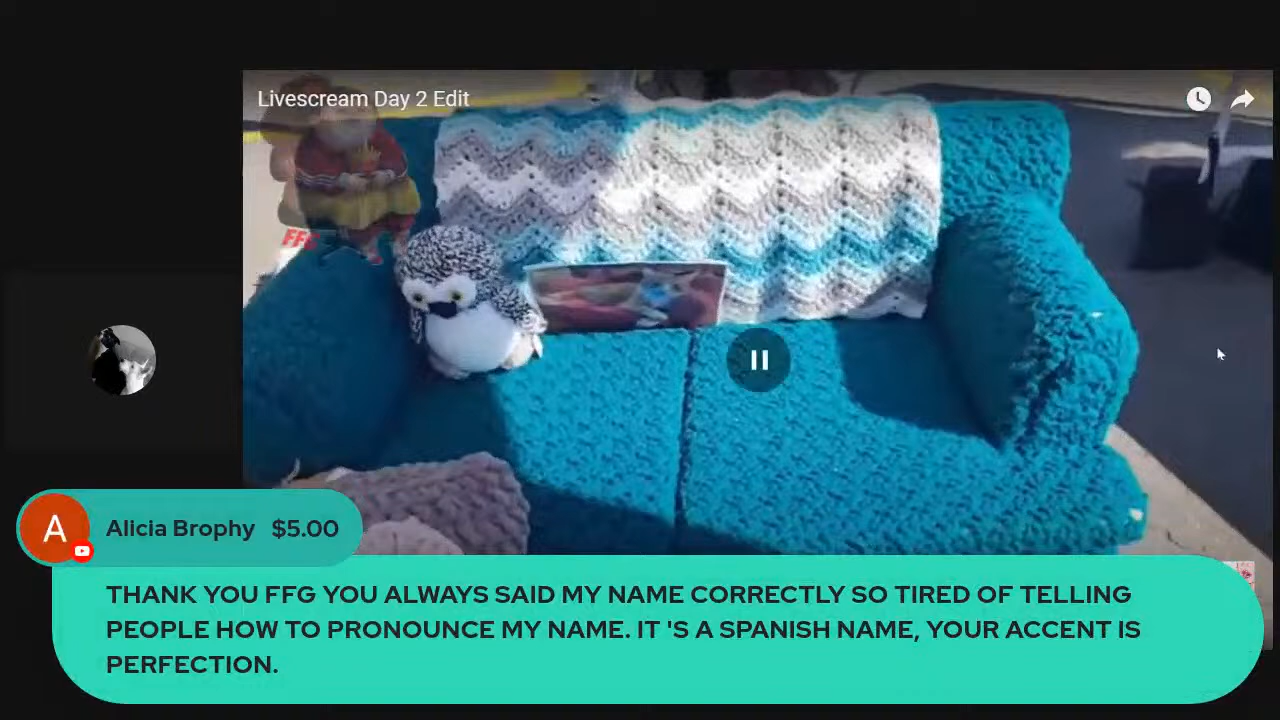 Livescream Day 2 Edit
FFG
A
Alicia Brophy $5.00
THANK YOU FFG YOU ALWAYS SAID MY NAME CORRECTLY SO TIRED OF TELLING
PEOPLE HOW TO PRONOUNCE MY NAME. IT 'S A SPANISH NAME, YOUR ACCENT IS
PERFECTION.